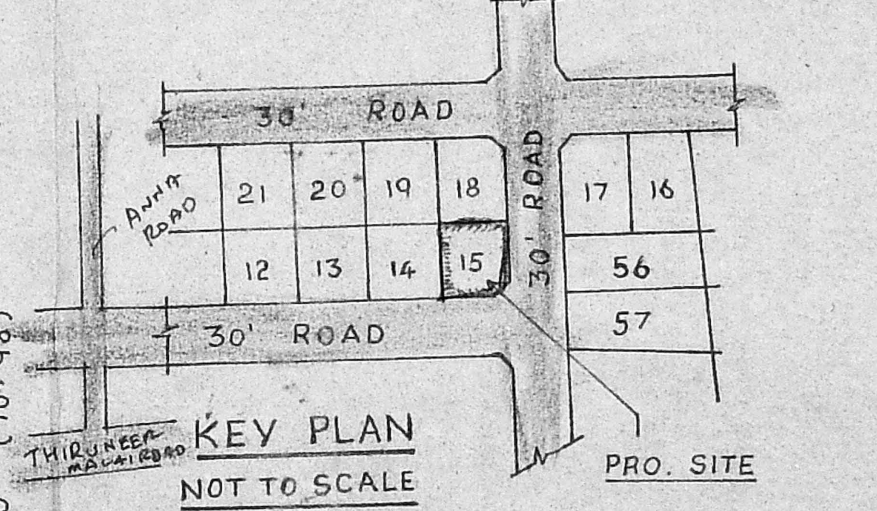 30' ROAD
ANNA
ROAD
21 20 19 18
30' ROAD
17 16
12 13 14 15
56
57
30' ROAD
KEY PLAN
NOT TO SCALE
THIRUNEER
MALAI ROAD
PRO. SITE